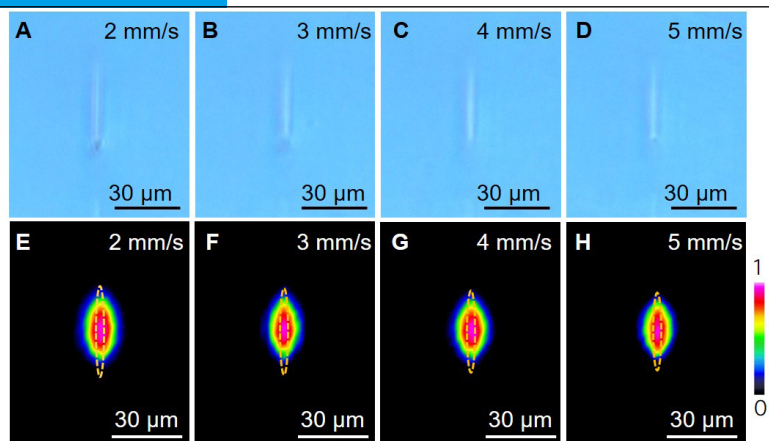 A 2 mm/s
B 3 mm/s
C 4 mm/s
D 5 mm/s
30 µm
30 µm
30 µm
30 µm
E 2 mm/s
F 3 mm/s
G 4 mm/s
H 5 mm/s
30 µm
30 µm
30 µm
30 µm
1
0